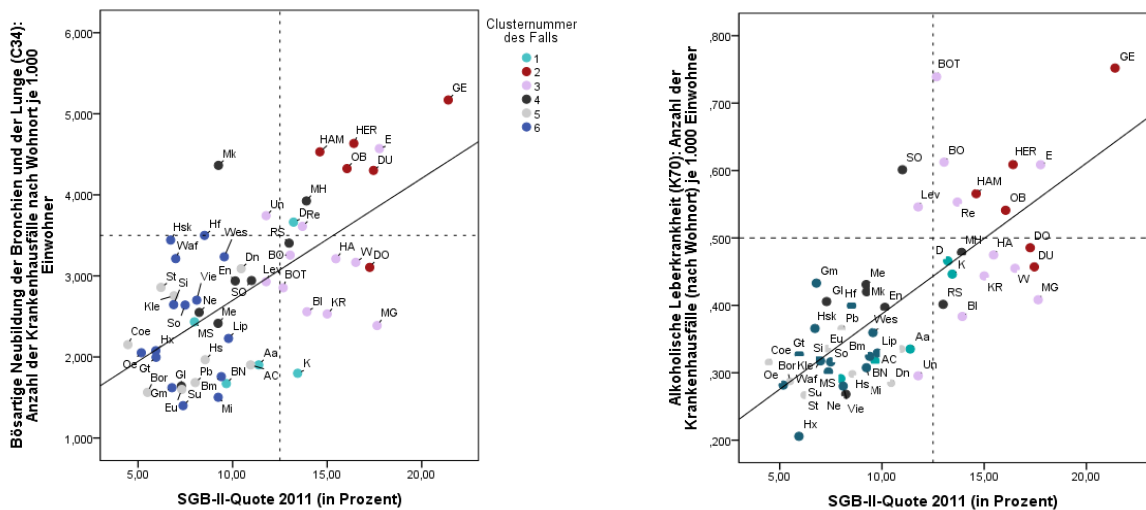 Bösartige Neubildung der Bronchien und der Lunge (C34):
Anzahl der Krankenhausfälle nach Wohnort je 1.000
Einwohner
6,000
5,000
4,000
3,000
2,000
1,000
GE
HER
HAM
E
OB
DU
Mk
MH
Un
D
Re
RS
Hsk
Hf
Wes
Waf
BO
HA
W
DO
Dn
En
Lev
BOT
St
Si
Vie
Kle
SO
Ne
So
Me
BI
KR
MG
MS
Coe
Hx
Lip
Hs
Aa
Oe
Gt
AC
K
Bor
GI
Pb
BN
Gm
Bm
Su
Eu
Mi
5,00
10,00
15,00
20,00
SGB-II-Quote 2011 (in Prozent)
Clusternummer
des Falls
1
2
3
4
5
6
Alkoholische Leberkrankheit (K70): Anzahl der
Krankenhausfälle (nach Wohnort) je 1.000 Einwohner
,800
,700
,600
,500
,400
,300
,200
GE
BOT
BO
HER
E
SO
HAM
Lev
Re
OB
MH
HA
DO
D
K
DU
W
KR
Gm
Me
Mk
GI
Hf
En
RS
MG
Pb
BI
Hsk
Wes
Gt
Eu
Coe
Si
So
Bm
Lip
Aa
AC
Bor
Kle
BN
Dn
Un
Oe
Waf
MS
Hs
Su
Mi
St
Ne
Vie
Hx
5,00
10,00
15,00
20,00
SGB-II-Quote 2011 (in Prozent)